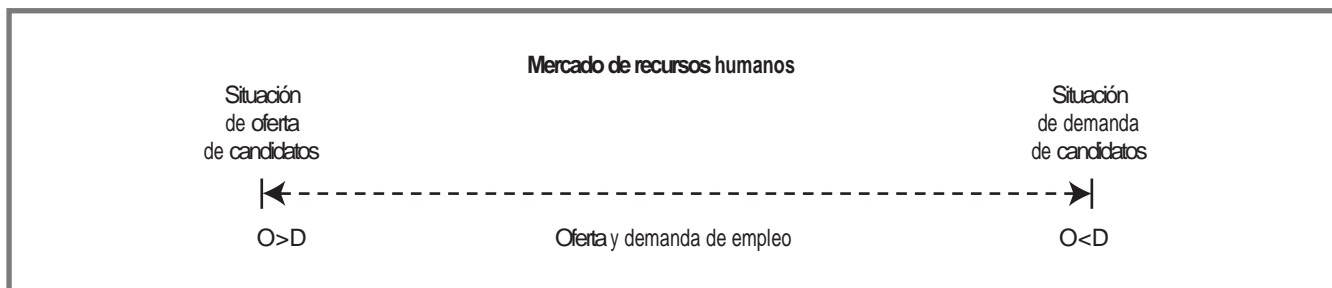 Mercado de recursos humanos
Situación
de oferta
de candidatos
Situación
de demanda
de candidatos
O>D
Oferta y demanda de empleo
O<D